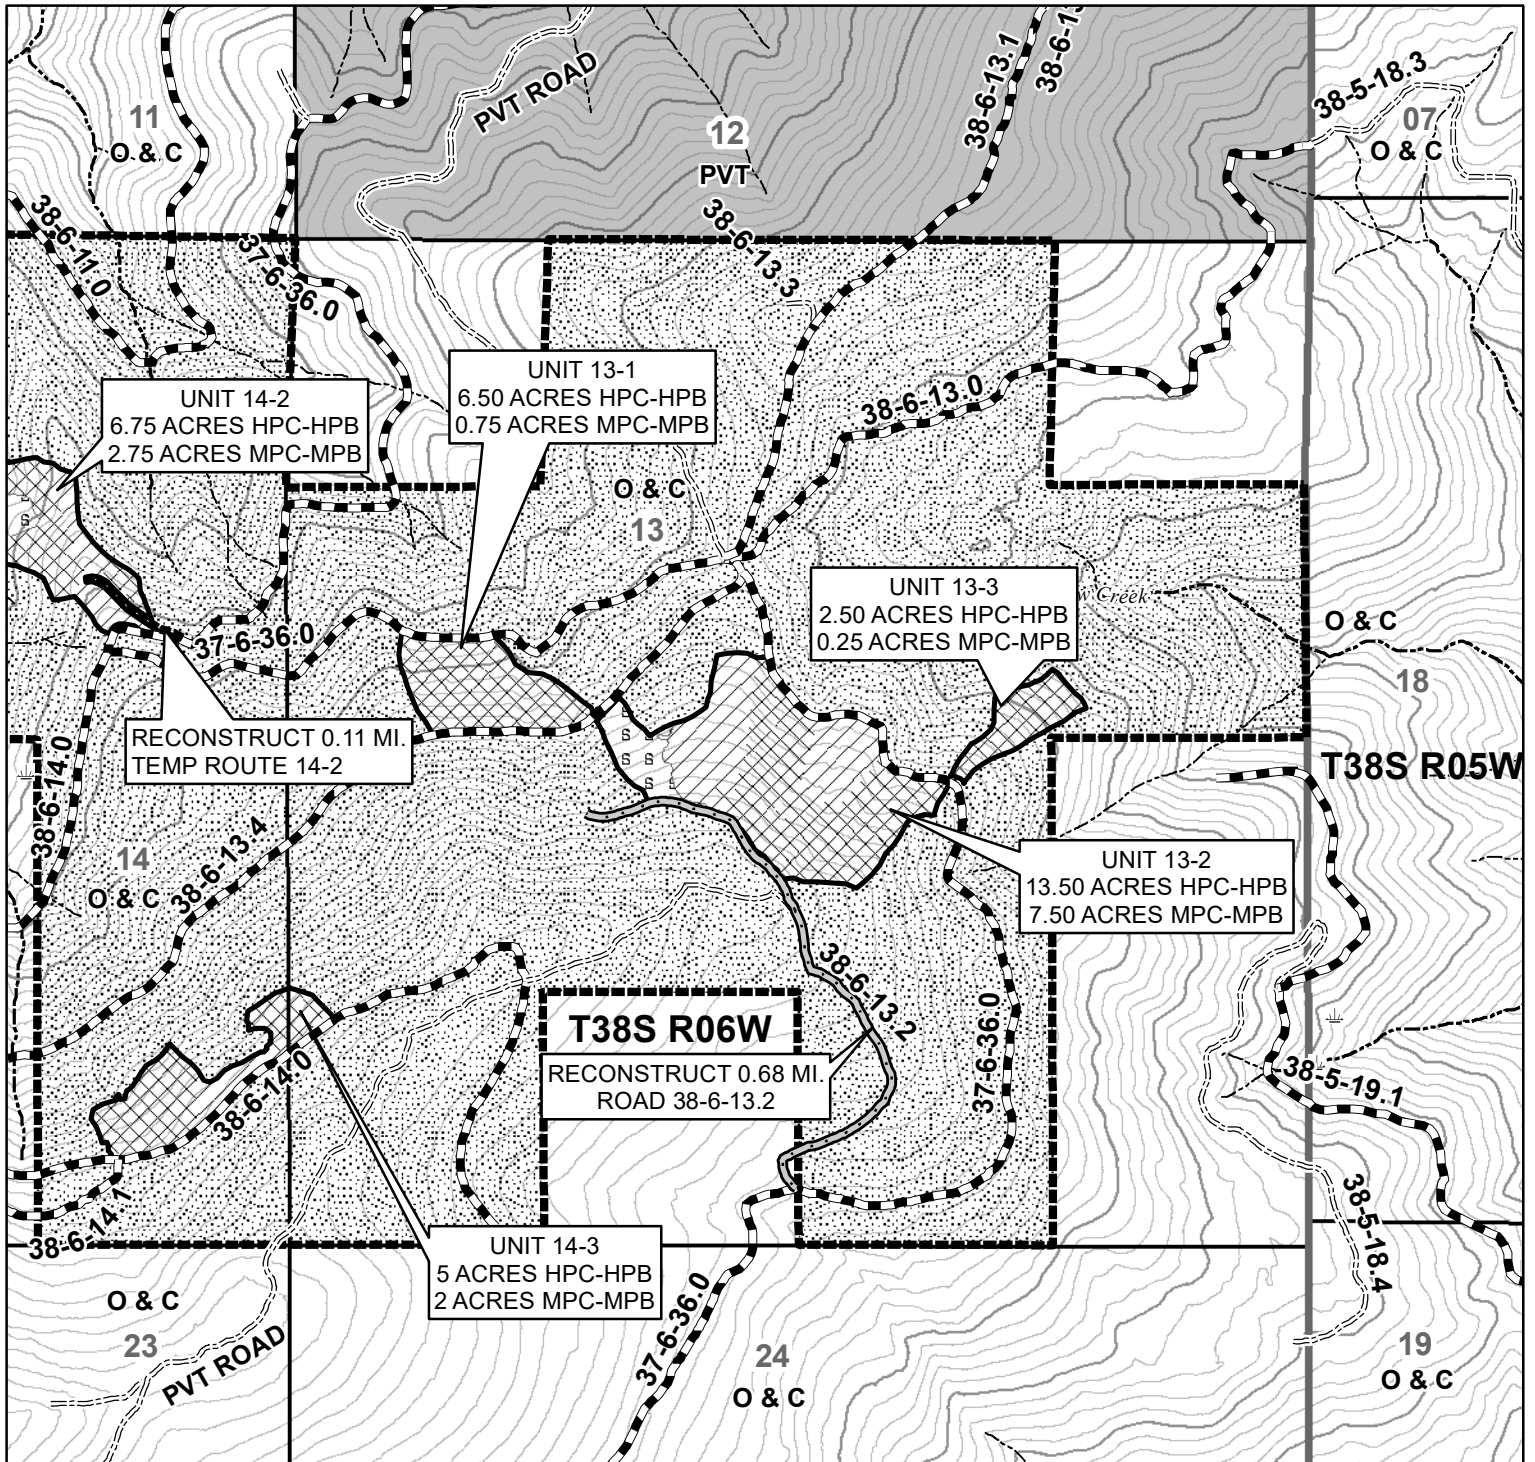 38-6-13.1
38-6-13
38-5-18.3
11
O & C
PVT ROAD
12
PVT
07
O & C
38-6-11.0
37-6-36.0
38-6-13.3
UNIT 14-2
6.75 ACRES HPC-HPB
2.75 ACRES MPC-MPB
UNIT 13-1
6.50 ACRES HPC-HPB
0.75 ACRES MPC-MPB
38-6-13.0
O & C
13
S
UNIT 13-3
2.50 ACRES HPC-HPB
0.25 ACRES MPC-MPB
Creek
O & C
18
37-6-36.0
RECONSTRUCT 0.11 MI.
TEMP ROUTE 14-2
S
S S
S S
S
T38S R05W
38-6-14.0
14
O & C
38-6-13.4
UNIT 13-2
13.50 ACRES HPC-HPB
7.50 ACRES MPC-MPB
38-6-13.2
T38S R06W
RECONSTRUCT 0.68 MI.
ROAD 38-6-13.2
37-6-36.0
38-5-19.1
38-6-14.0
38-6-14.1
38-5-18.4
UNIT 14-3
5 ACRES HPC-HPB
2 ACRES MPC-MPB
O & C
23
PVT ROAD
37-6-36.0
24
O & C
19
O & C